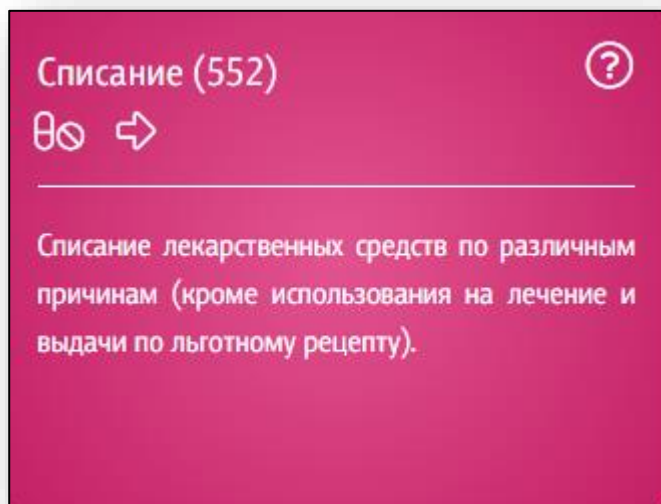 Списание (552)
?
Списание лекарственных средств по различным
причинам (кроме использования на лечение и
выдачи по льготному рецепту).